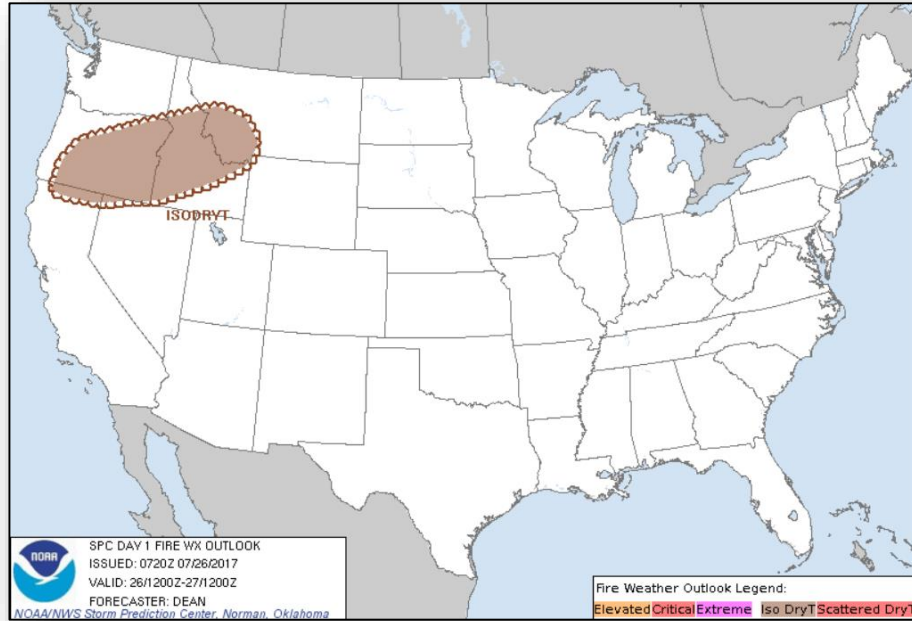 ISODRYT
NOAA
SPC DAY 1 FIRE WX OUTLOOK
ISSUED: 0720Z 07/26/2017
VALID: 26/1200Z-27/1200Z
FORECASTER: DEAN
NOAA/NWS Storm Prediction Center, Norman, Oklahoma
Fire Weather Outlook Legend:
Elevated Critical Extreme Iso DryT Scattered DryT